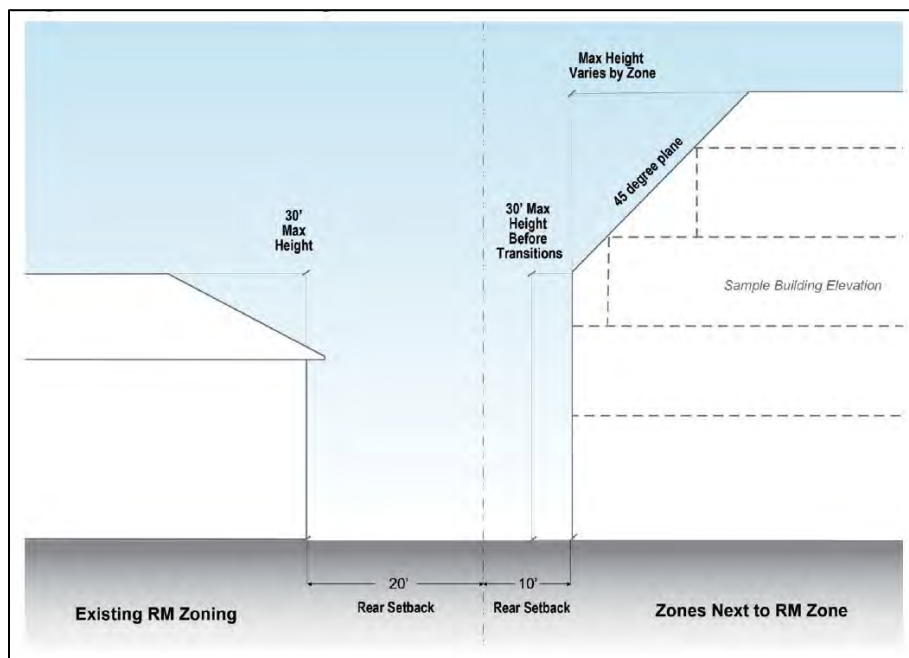 Max Height
Varies by Zone
45 degree plane
30'
Max
Height
30' Max
Height
Before
Transitions
Sample Building Elevation
20'
10'
Rear Setback
Rear Setback
Existing RM Zoning
Zones Next to RM Zone